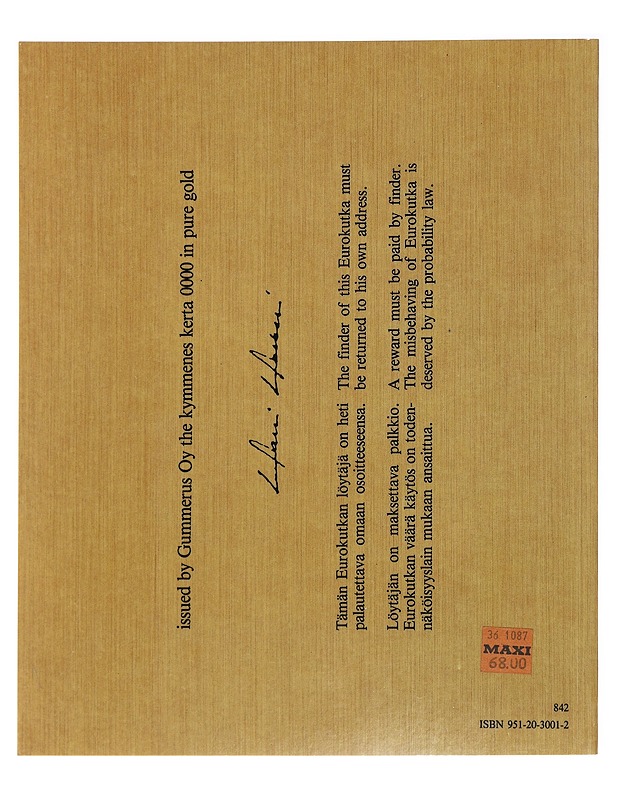 issued by Gummerus Oy the kymmenes kerta 0000 in pure gold
Tämän Eurokutkan löytäjä on heti
palautettava omaan osoitteeseensa.
Löytäjän on maksettava palkkio.
Eurokutkan väärä käytös on toden-
näköisyyslain mukaan ansaittua.
The finder of this Eurokutka must
be returned to his own address.
A reward must be paid by finder.
The misbehaving of Eurokutka is
deserved by the probability law.
36 1087
MAXI
68.00
842
ISBN 951-20-3001-2